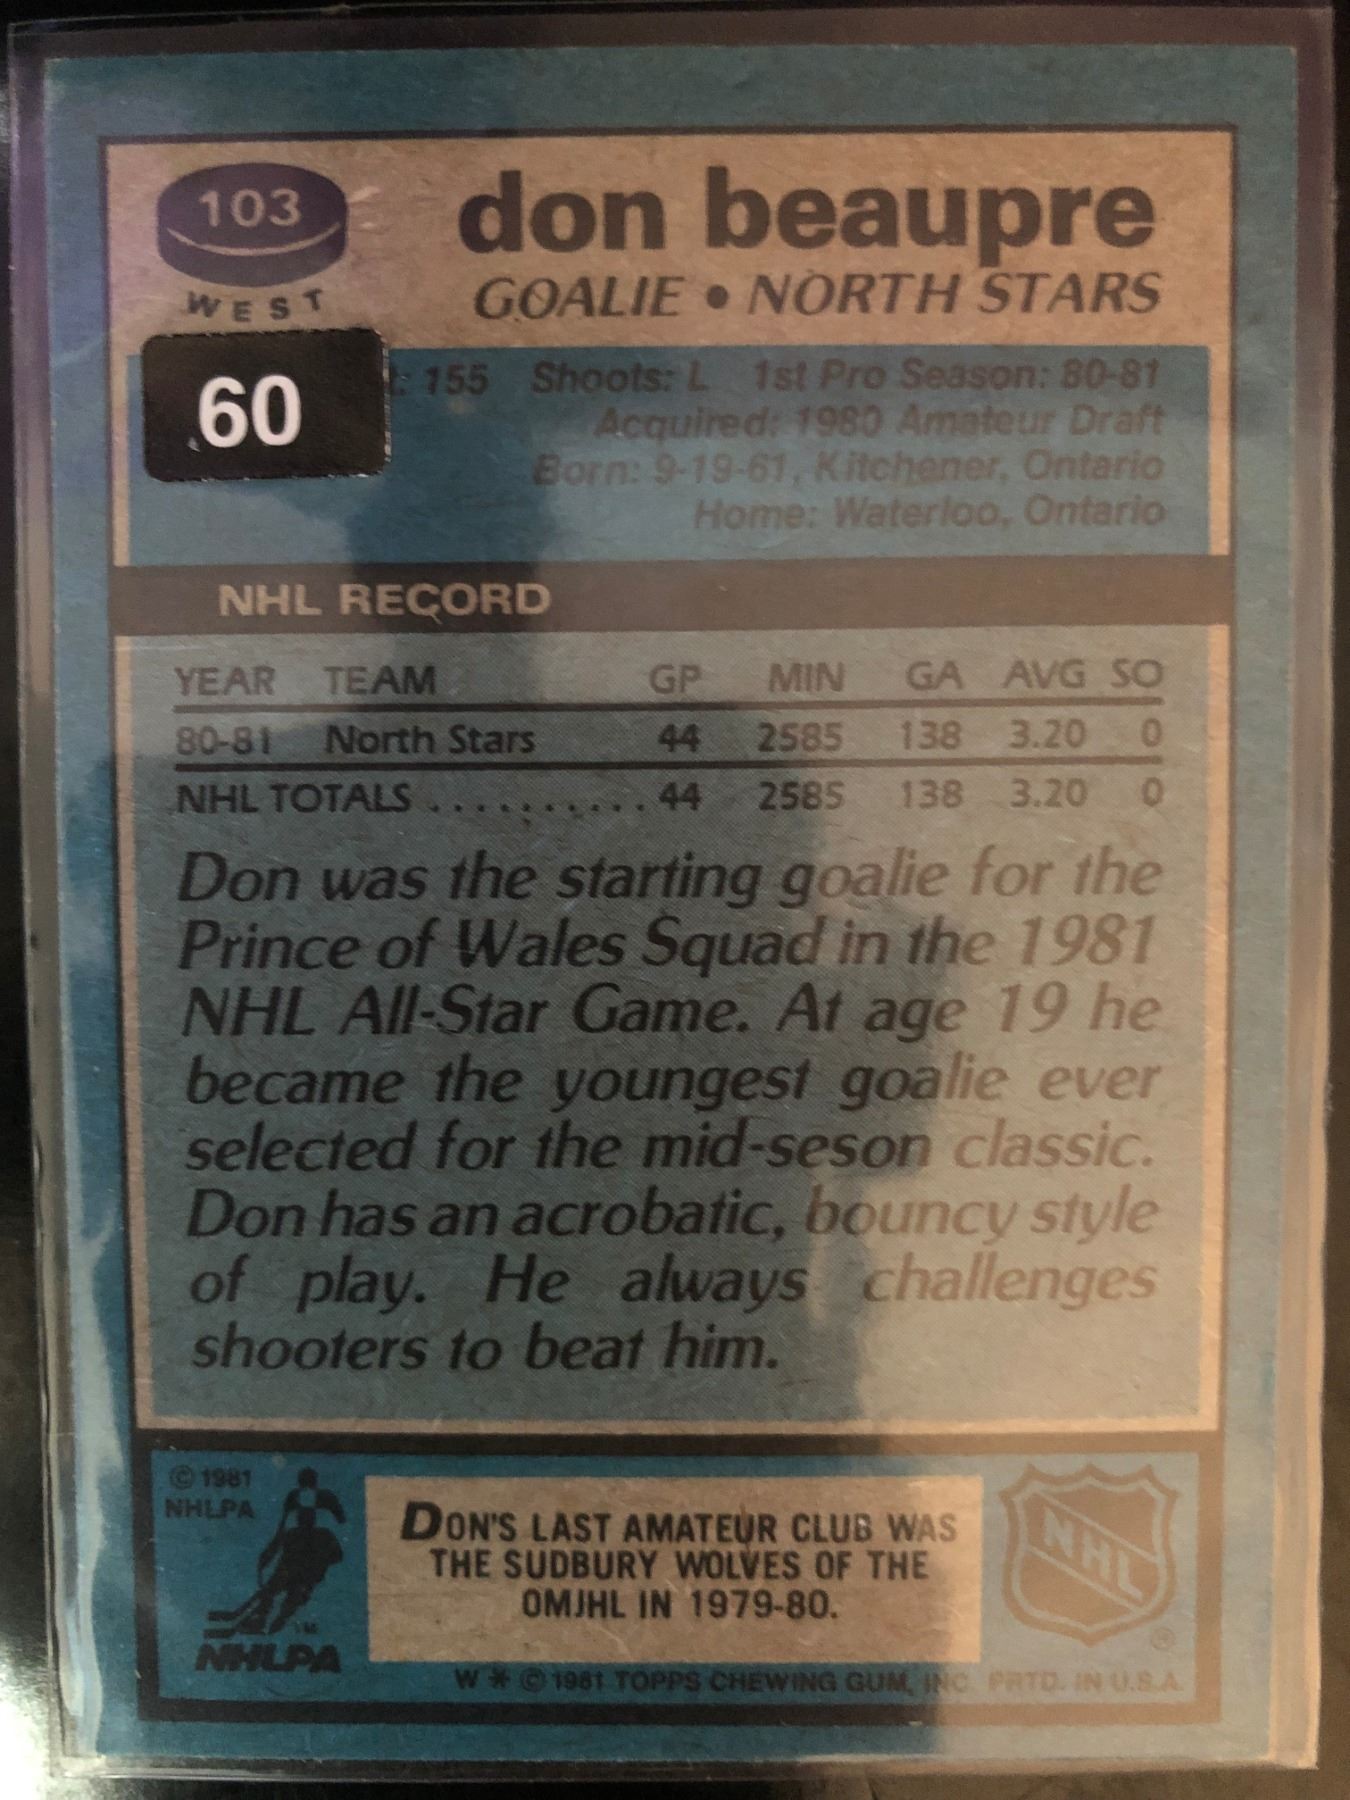 103
WEST
don beaupre
GOALIE • NORTH STARS
60
: 155 Shoots: L 1st Pro Season: 80-81
Acquired: 1980 Amateur Draft
Born: 9-19-61, Kitchener, Ontario
Home: Waterloo, Ontario
NHL RECORD
YEAR TEAM GP MIN GA AVG SO
80-81 North Stars 44 2585 138 3.20 0
NHL TOTALS .......... 44 2585 138 3.20 0
Don was the starting goalie for the
Prince of Wales Squad in the 1981
NHL All-Star Game. At age 19 he
became the youngest goalie ever
selected for the mid-seson classic.
Don has an acrobatic, bouncy style
of play. He always challenges
shooters to beat him.
© 1981
NHLPA
TM
NHLPA
DON'S LAST AMATEUR CLUB WAS
THE SUDBURY WOLVES OF THE
OMJHL IN 1979-80.
NHL
®
W * © 1981 TOPPS CHEWING GUM, INC. PRTD. IN U.S.A.